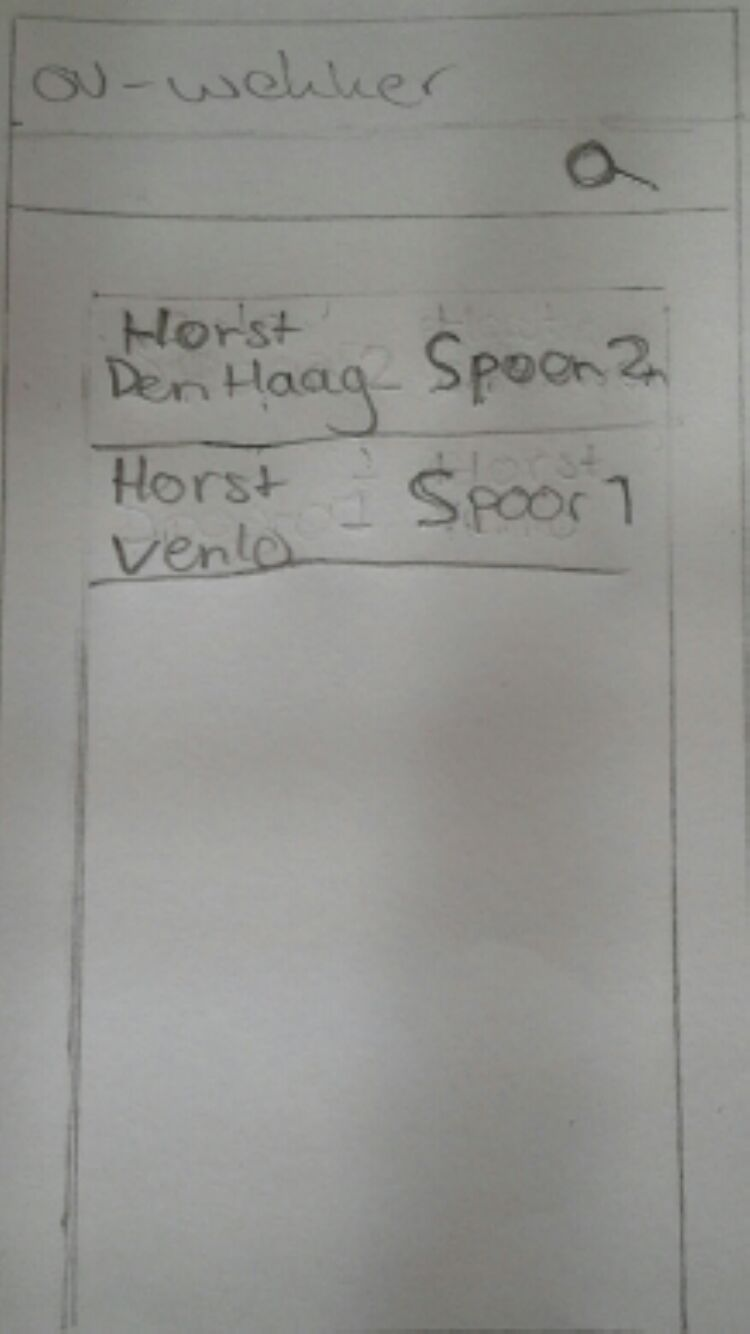 OV-wekker
Horst
Den Haag Spoor 2
Horst Spoor 1
Venlo